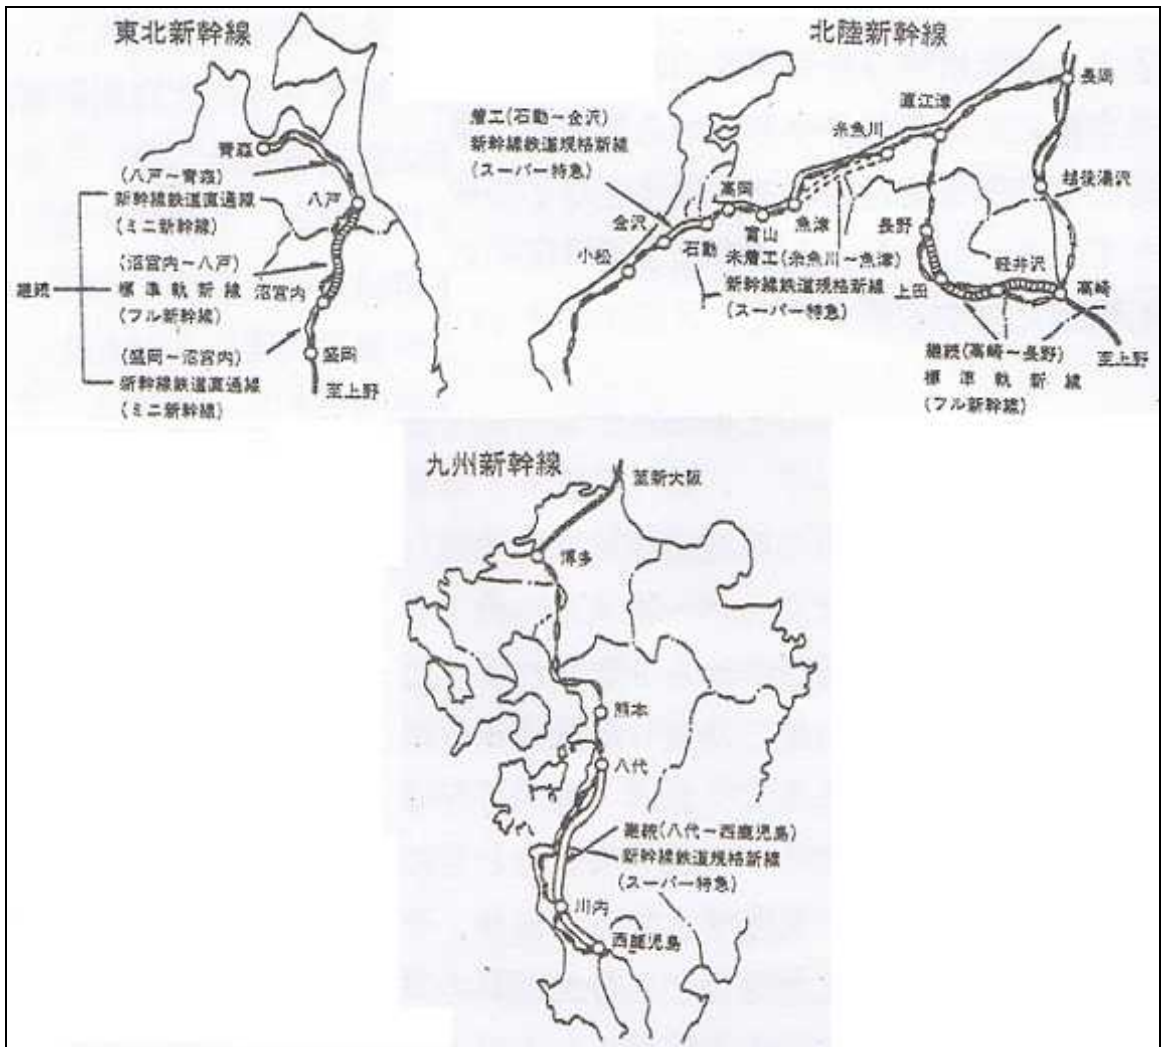 東北新幹線
青森
(八戸〜青森)
新幹線鉄道直通線
(ミニ新幹線)
八戸
継続
(沼宮内〜八戸)
標準軌新線
(フル新幹線)
沼宮内
(盛岡〜沼宮内)
新幹線鉄道直通線
(ミニ新幹線)
盛岡
至上野
北陸新幹線
着工(石動〜金沢)
新幹線鉄道規格新線
(スーパー特急)
長岡
直江津
糸魚川
越後湯沢
高岡
金沢
石動
富山
魚津
小松
長野
軽井沢
上田
高崎
未着工(糸魚川〜魚津)
新幹線鉄道規格新線
(スーパー特急)
継続(高崎〜長野)
標準軌新線
(フル新幹線)
至上野
九州新幹線
至新大阪
博多
熊本
八代
継続(八代〜西鹿児島)
新幹線鉄道規格新線
(スーパー特急)
川内
西鹿児島